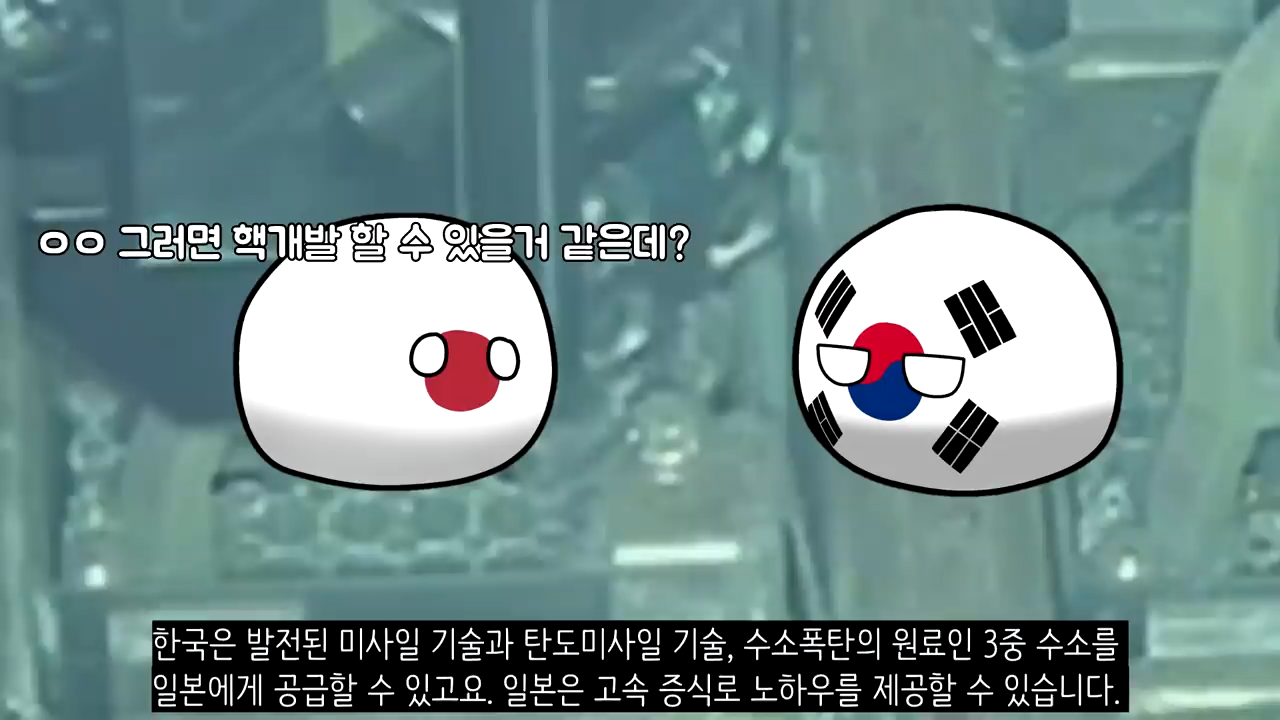 ㅇㅇ 그러면 핵개발 할 수 있을거 같은데?
한국은 발전된 미사일 기술과 탄도미사일 기술, 수소폭탄의 원료인 3중 수소를
일본에게 공급할 수 있고요. 일본은 고속 증식로 노하우를 제공할 수 있습니다.